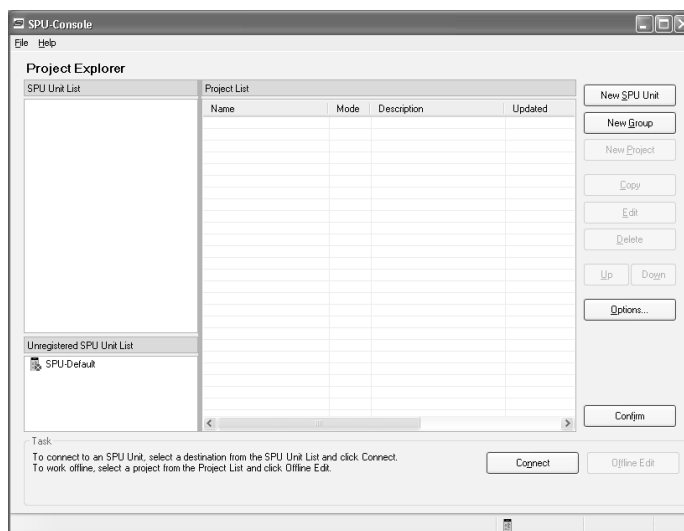 SPU-Console
File Help
Project Explorer
SPU Unit List
Project List
Name Mode Description Updated
New SPU Unit
New Group
New Project
Copy
Edit
Delete
Up Down
Options...
Unregistered SPU Unit List
SPU-Default
Confirm
Task
To connect to an SPU Unit, select a destination from the SPU Unit List and click Connect.
To work offline, select a project from the Project List and click Offline Edit.
Connect Offline Edit